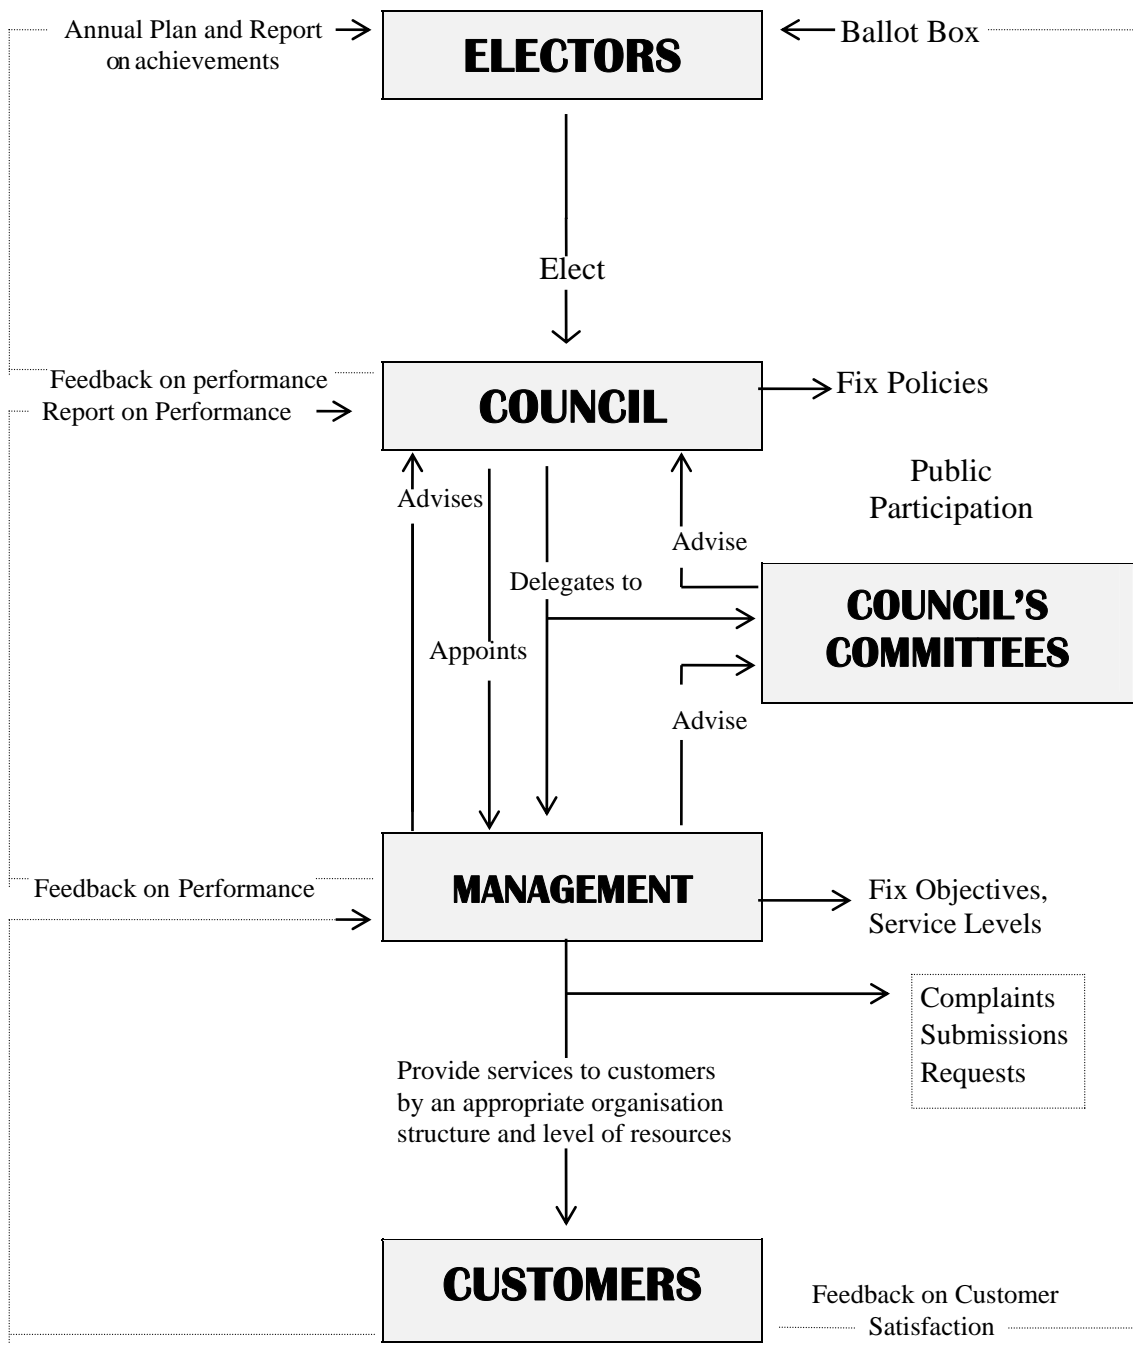 Annual Plan and Report
on achievements
ELECTORS
Ballot Box
Elect
Feedback on performance
Report on Performance
COUNCIL
Fix Policies
Public
Participation
Advises
Advise
Delegates to
COUNCIL'S
COMMITTEES
Appoints
Advise
Feedback on Performance
MANAGEMENT
Fix Objectives,
Service Levels
Complaints
Submissions
Requests
Provide services to customers
by an appropriate organisation
structure and level of resources
CUSTOMERS
Feedback on Customer
Satisfaction